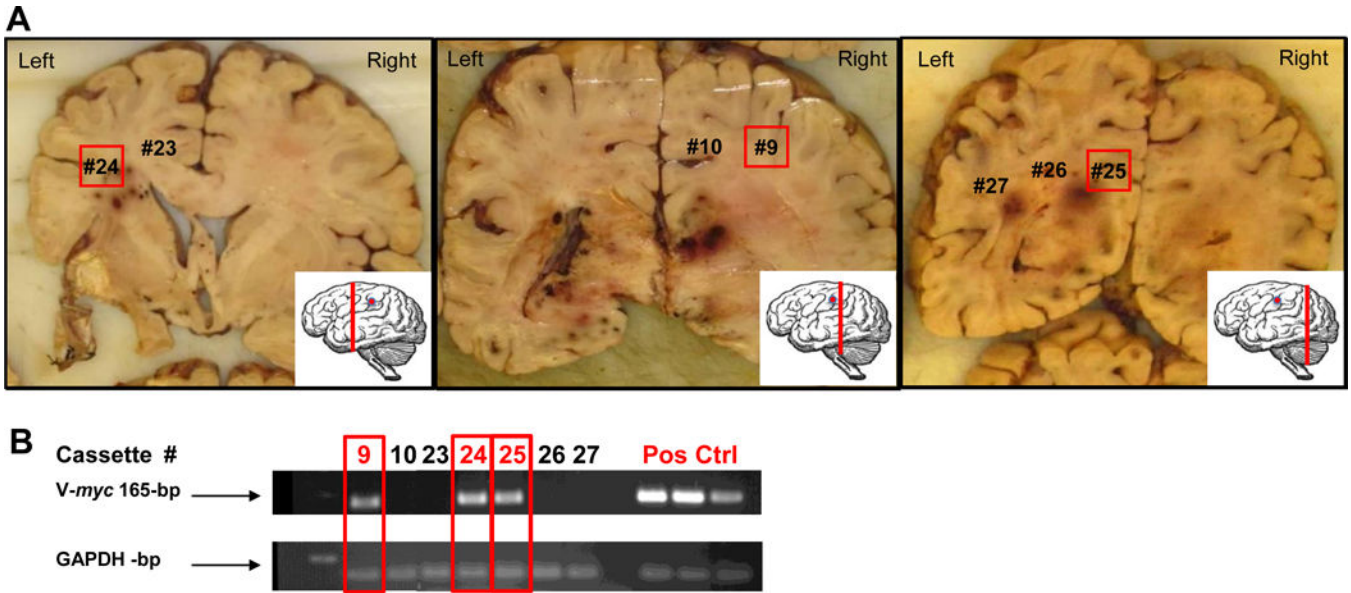 A
Left Right Left Right Left Right
#24 #23 #10 #9 #27 #26 #25
B
Cassette # 9 10 23 24 25 26 27 Pos Ctrl
V-myc 165-bp
GAPDH -bp